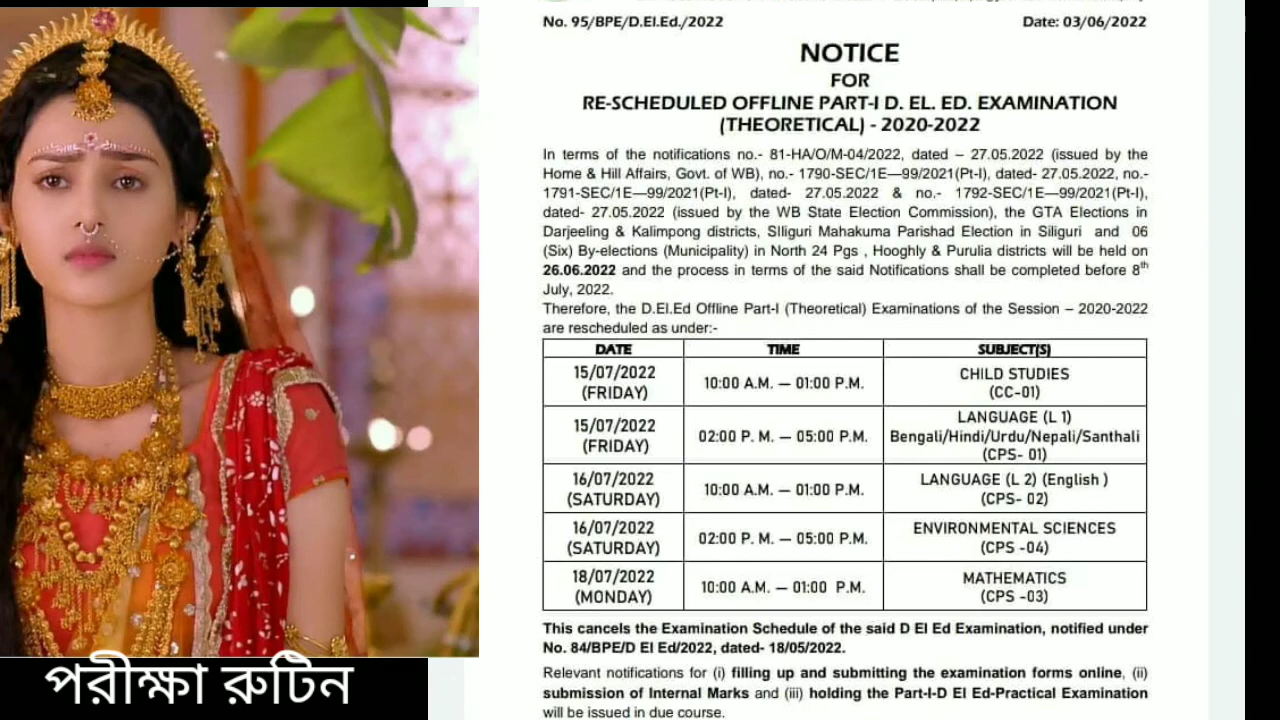 No. 95/BPE/D.El.Ed./2022 Date: 03/06/2022
NOTICE
FOR
RE-SCHEDULED OFFLINE PART-I D. EL. ED. EXAMINATION
(THEORETICAL) - 2020-2022
In terms of the notifications no.- 81-HA/O/M-04/2022, dated – 27.05.2022 (issued by the
Home & Hill Affairs, Govt. of WB), no.- 1790-SEC/1E—99/2021(Pt-I), dated- 27.05.2022, no.-
1791-SEC/1E—99/2021(Pt-I), dated- 27.05.2022 & no.- 1792-SEC/1E—99/2021(Pt-I),
dated- 27.05.2022 (issued by the WB State Election Commission), the GTA Elections in
Darjeeling & Kalimpong districts, SIliguri Mahakuma Parishad Election in Siliguri and 06
(Six) By-elections (Municipality) in North 24 Pgs , Hooghly & Purulia districts will be held on
26.06.2022 and the process in terms of the said Notifications shall be completed before 8th
July, 2022.
Therefore, the D.El.Ed Offline Part-I (Theoretical) Examinations of the Session – 2020-2022
are rescheduled as under:-
DATE TIME SUBJECT(S)
15/07/2022 (FRIDAY) 10:00 A.M. — 01:00 P.M. CHILD STUDIES (CC-01)
15/07/2022 (FRIDAY) 02:00 P. M. — 05:00 P.M. LANGUAGE (L 1) Bengali/Hindi/Urdu/Nepali/Santhali (CPS- 01)
16/07/2022 (SATURDAY) 10:00 A.M. — 01:00 P.M. LANGUAGE (L 2) (English ) (CPS- 02)
16/07/2022 (SATURDAY) 02:00 P. M. — 05:00 P.M. ENVIRONMENTAL SCIENCES (CPS -04)
18/07/2022 (MONDAY) 10:00 A.M. — 01:00 P.M. MATHEMATICS (CPS -03)
This cancels the Examination Schedule of the said D El Ed Examination, notified under
No. 84/BPE/D El Ed/2022, dated- 18/05/2022.
Relevant notifications for (i) filling up and submitting the examination forms online, (ii)
submission of Internal Marks and (iii) holding the Part-I-D El Ed-Practical Examination
will be issued in due course.
পরীক্ষা রুটিন